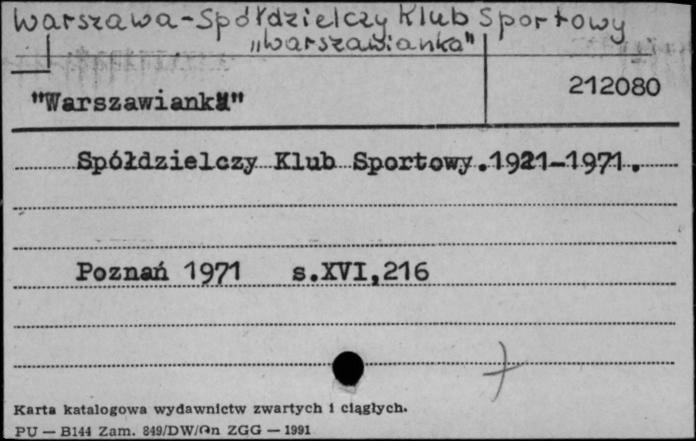 Warszawa-Spółdzielczy Klub Sportowy
"Warszawianka"
"Warszawianka"
212080
Spółdzielczy Klub Sportowy.1921-1971.
Poznań 1971 s.XVI,216
Karta katalogowa wydawnictw zwartych i ciągłych.
PU — B144 Zam. 849/DW/On ZGG — 1991